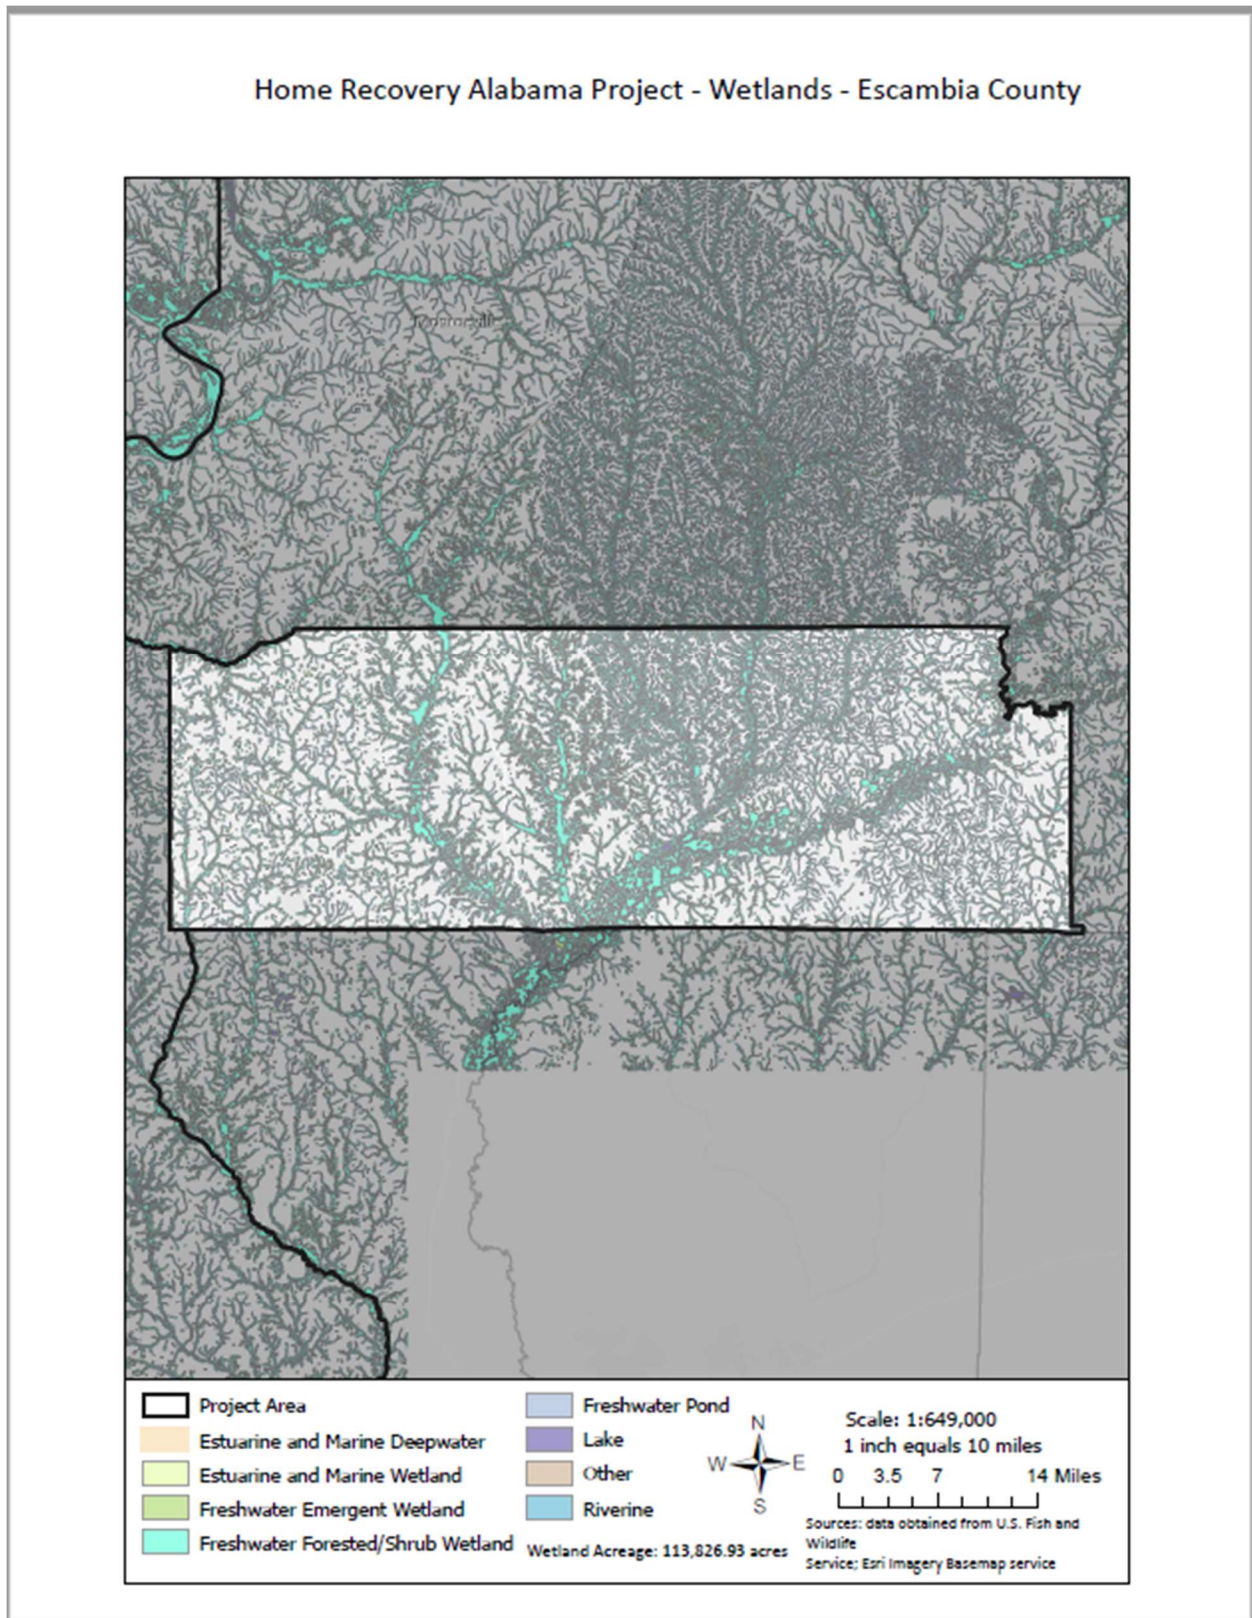 Home Recovery Alabama Project - Wetlands - Escambia County
Project Area
Estuarine and Marine Deepwater
Estuarine and Marine Wetland
Freshwater Emergent Wetland
Freshwater Forested/Shrub Wetland
Freshwater Pond
Lake
Other
Riverine
Wetland Acreage: 113,826.93 acres
N
W E
S
Scale: 1:649,000
1 inch equals 10 miles
0 3.5 7 14 Miles
Sources: data obtained from U.S. Fish and
Wildlife
Service; Esri Imagery Basemap service